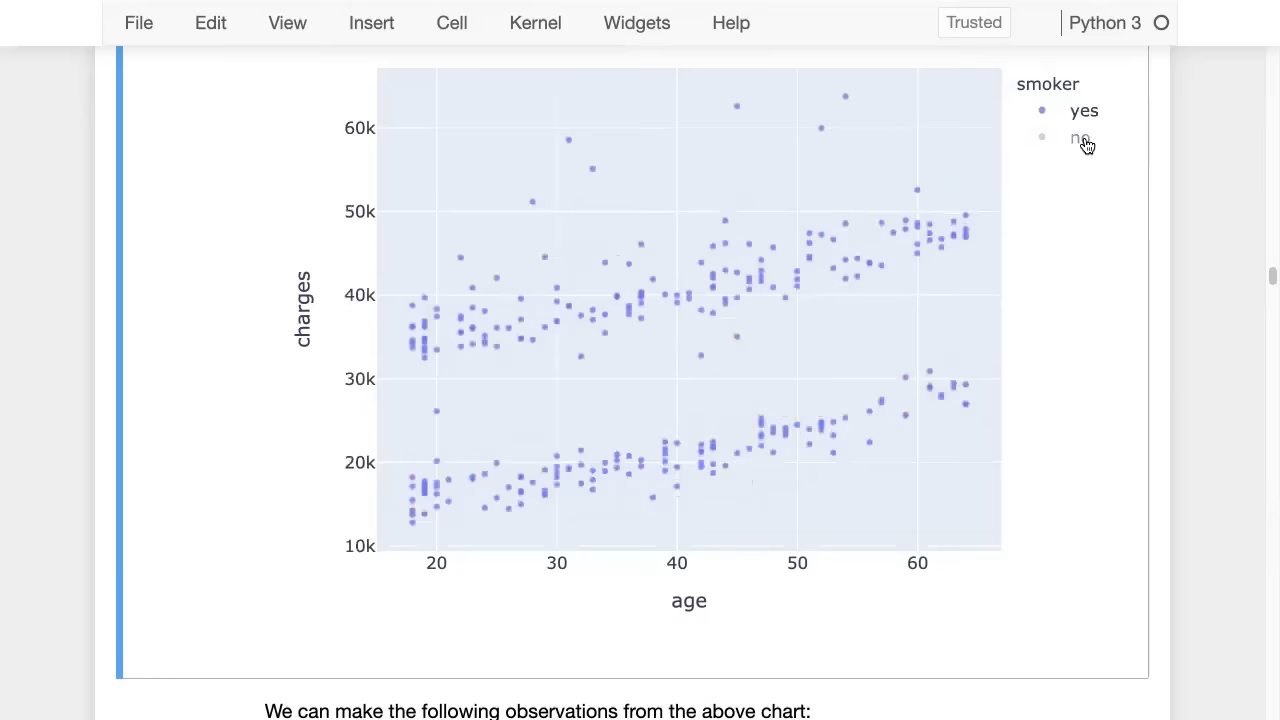 File Edit View Insert Cell Kernel Widgets Help Trusted Python 3
smoker
yes
no
60k
50k
40k
30k
20k
10k
charges
20 30 40 50 60
age
We can make the following observations from the above chart: